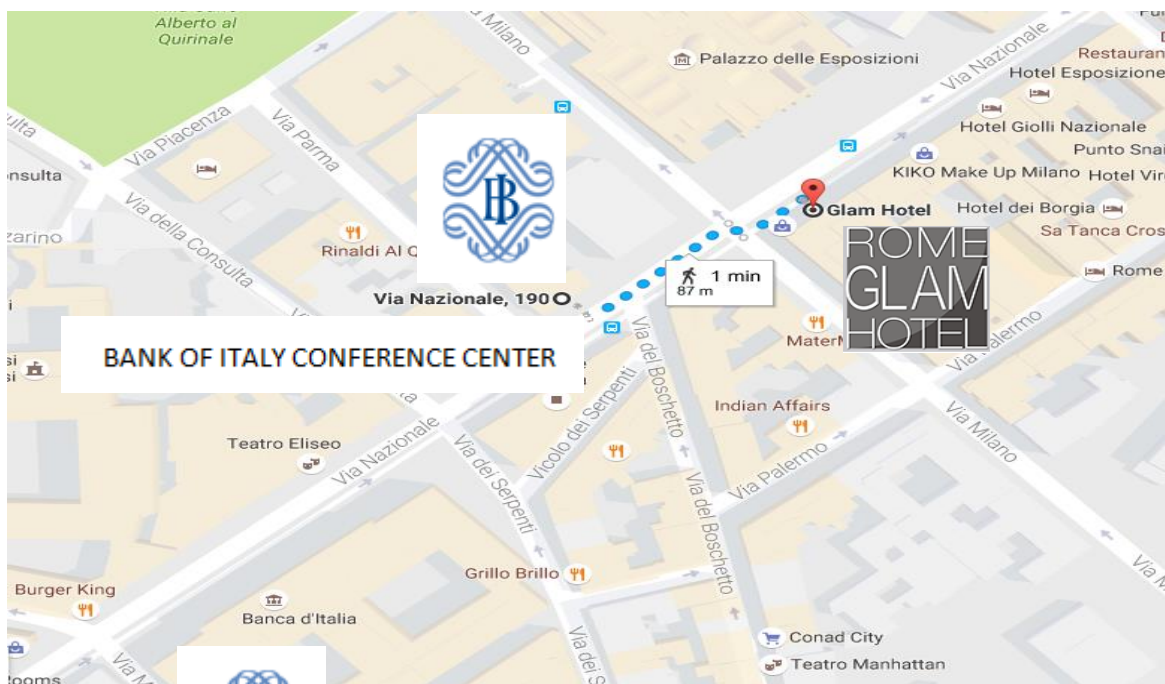 Alberto al
Quirinale
Via Milano
Palazzo delle Esposizioni
Via Nazionale
Restauran
Hotel Esposizione
Hotel Giolli Nazionale
Punto Snai
KIKO Make Up Milano
Hotel Vir
Via Piacenza
Via Parma
nsulta
Via della Consulta
zarino
Rinaldi Al Q
Glam Hotel
Hotel dei Borgia
Sa Tanca Cros
ROME
GLAM
HOTEL
Rome
1 min
87 m
Via Nazionale, 190
BANK OF ITALY CONFERENCE CENTER
Mater
Via Palermo
Indian Affairs
Via Milano
Teatro Eliseo
Via Nazionale
Via dei Serpenti
Vicolo dei Serpenti
Via del Boschetto
Via Palermo
Via del Boschetto
Grillo Brillo
Burger King
Banca d'Italia
Conad City
Teatro Manhattan
Via dei S
Via M
Via M
ooms